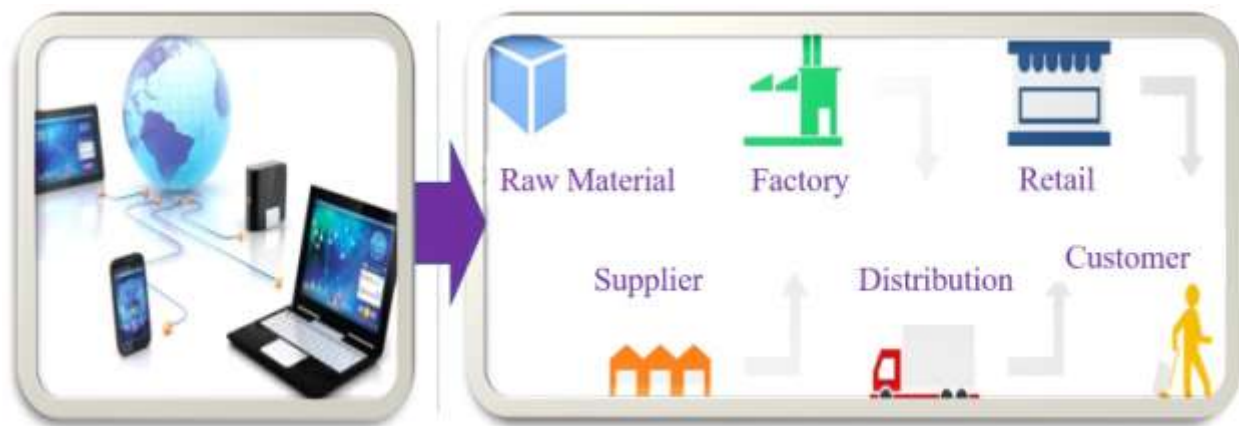 Raw Material
Factory
Retail
Supplier
Distribution
Customer